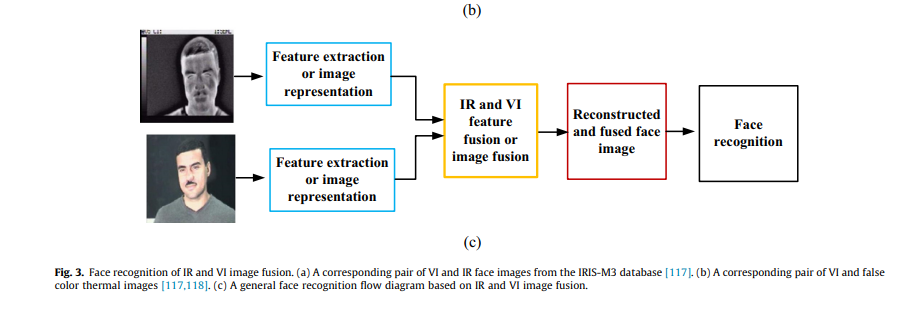 (b)
Feature extraction
or image
representation
IR and VI
feature
fusion or
image fusion
Reconstructed
and fused face
image
Face
recognition
Feature extraction
or image
representation
(c)
Fig. 3. Face recognition of IR and VI image fusion. (a) A corresponding pair of VI and IR face images from the IRIS-M3 database [117]. (b) A corresponding pair of VI and false
color thermal images [117,118]. (c) A general face recognition flow diagram based on IR and VI image fusion.